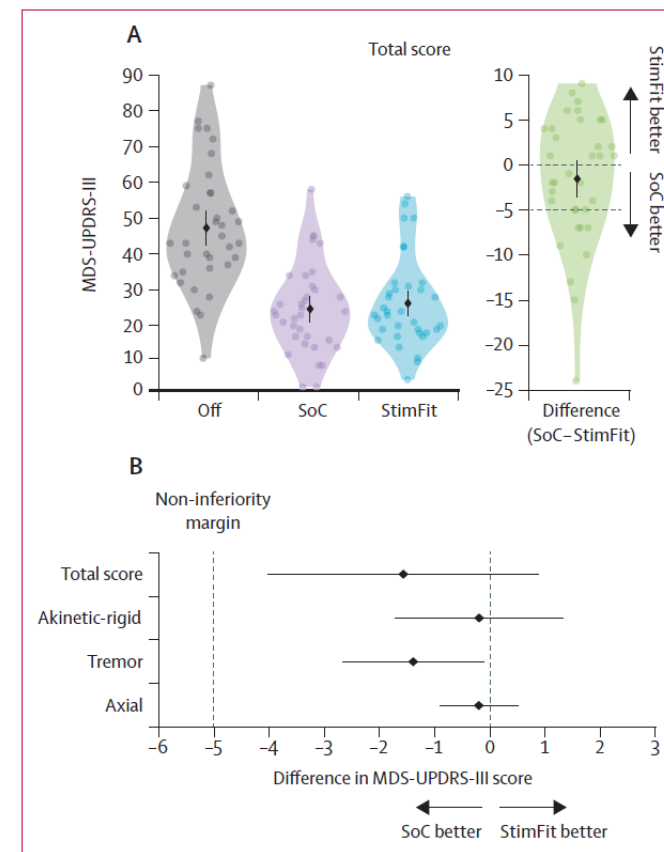 A
Total score
MDS-UPDRS-III
90
80
70
60
50
40
30
20
10
0
Off
SoC
StimFit
10
5
0
−5
−10
−15
−20
−25
StimFit better
SoC better
Difference
(SoC–StimFit)
B
Non-inferiority
margin
Total score
Akinetic-rigid
Tremor
Axial
−6 −5 −4 −3 −2 −1 0 1 2 3
Difference in MDS-UPDRS-III score
SoC better StimFit better